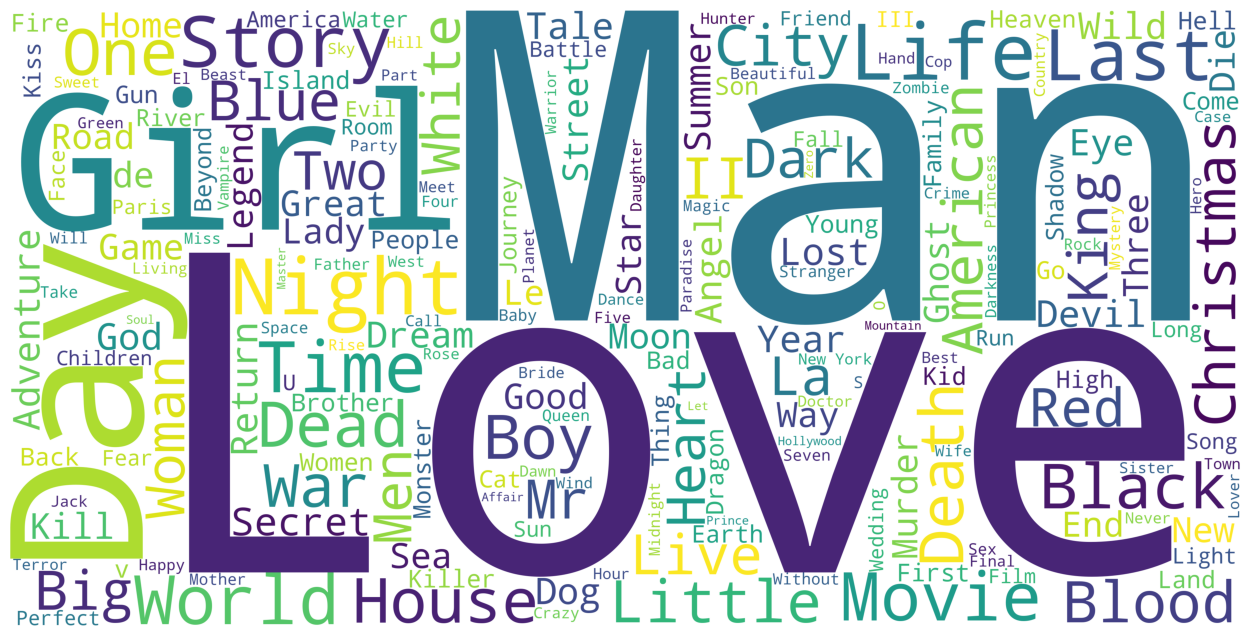 Fire
Home
America
Water
Tale
Hunter
Friend
III
Heaven
Wild
Hell
One
Story
Sky
Hill
Battle
City
Life
Last
Die
Kiss
Sweet
El
Beast
Part
Man
Beautiful
Hand
Cop
Country
Gun
Blue
Island
White
Warrior
Street
Summer
Son
Zombie
Come
Case
Girl
Green
River
Evil
Road
Room
Party
Beyond
Vampire
Legend
Two
Face
de
Paris
Great
Meet
Four
Daughter
Dark
Fall
Zero
II
Magic
Family
Crime
American
Princess
Eye
Shadow
King
Three
Hero
Christmas
Young
Lost
Stranger
Angel
Lady
People
Journey
Planet
Star
Paradise
Ghost
Darkness
Rock
Mystery
Go
Will
Miss
Game
Living
Day
Adventure
Take
Soul
God
Children
Night
Master
Father
West
Le
Baby
Dance
Five
O
Mountain
Devil
Run
Long
Love
Space
Call
Rise
Dream
Rose
Moon
Bad
Year
New York
Best
Kid
Time
U
Return
Brother
Woman
Bride
Good
Queen
Boy
Heart
Let
La
S
Doctor
Way
Hollywood
Seven
High
Red
Dead
Women
Men
Monster
War
Secret
Cat
Dawn
Wind
Affair
Mr
Sun
Thing
Midnight
Dragon
Prince
Earth
Wedding
Murder
Death
Wife
Black
Sister
Song
Town
Lover
Back
Fear
Jack
Kill
End
Never
New
Light
Terror
v
Happy
Mother
Sea
Killer
Hour
Live
Without
Sex
Final
First
Film
Land
Big
Perfect
World
House
Dog
Crazy
Little
Movie
Blood